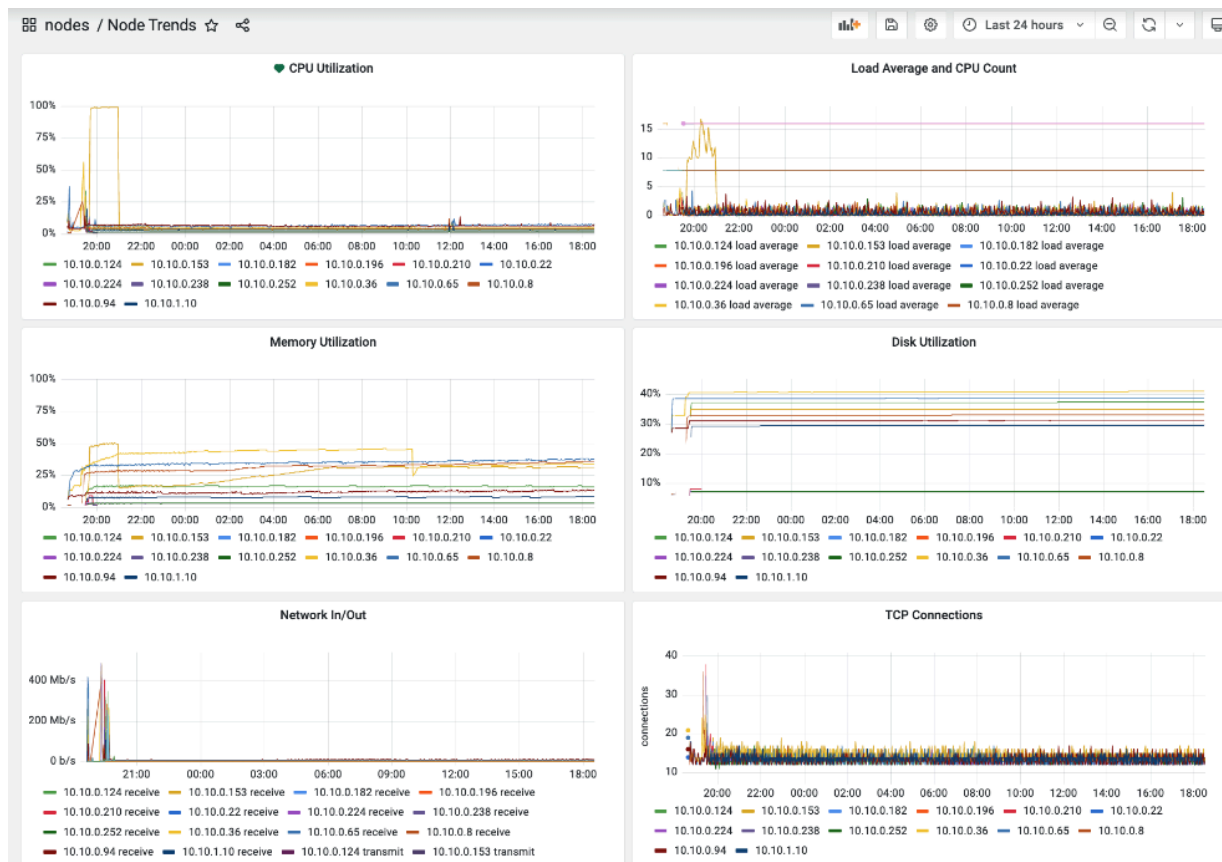 nodes / Node Trends
Last 24 hours
CPU Utilization
100%
75%
50%
25%
0%
20:00 22:00 00:00 02:00 04:00 06:00 08:00 10:00 12:00 14:00 16:00 18:00
10.10.0.124 10.10.0.153 10.10.0.182 10.10.0.196 10.10.0.210 10.10.0.22
10.10.0.224 10.10.0.238 10.10.0.252 10.10.0.36 10.10.0.65 10.10.0.8
10.10.0.94 10.10.1.10
Load Average and CPU Count
15
10
5
0
20:00 22:00 00:00 02:00 04:00 06:00 08:00 10:00 12:00 14:00 16:00 18:00
10.10.0.124 load average 10.10.0.153 load average 10.10.0.182 load average
10.10.0.196 load average 10.10.0.210 load average 10.10.0.22 load average
10.10.0.224 load average 10.10.0.238 load average 10.10.0.252 load average
10.10.0.36 load average 10.10.0.65 load average 10.10.0.8 load average
Memory Utilization
100%
75%
50%
25%
0%
20:00 22:00 00:00 02:00 04:00 06:00 08:00 10:00 12:00 14:00 16:00 18:00
10.10.0.124 10.10.0.153 10.10.0.182 10.10.0.196 10.10.0.210 10.10.0.22
10.10.0.224 10.10.0.238 10.10.0.252 10.10.0.36 10.10.0.65 10.10.0.8
10.10.0.94 10.10.1.10
Disk Utilization
40%
30%
20%
10%
20:00 22:00 00:00 02:00 04:00 06:00 08:00 10:00 12:00 14:00 16:00 18:00
10.10.0.124 10.10.0.153 10.10.0.182 10.10.0.196 10.10.0.210 10.10.0.22
10.10.0.224 10.10.0.238 10.10.0.252 10.10.0.36 10.10.0.65 10.10.0.8
10.10.0.94 10.10.1.10
Network In/Out
400 Mb/s
200 Mb/s
0 b/s
21:00 00:00 03:00 06:00 09:00 12:00 15:00 18:00
10.10.0.124 receive 10.10.0.153 receive 10.10.0.182 receive 10.10.0.196 receive
10.10.0.210 receive 10.10.0.22 receive 10.10.0.224 receive 10.10.0.238 receive
10.10.0.252 receive 10.10.0.36 receive 10.10.0.65 receive 10.10.0.8 receive
10.10.0.94 receive 10.10.1.10 receive 10.10.0.124 transmit 10.10.0.153 transmit
TCP Connections
connections
40
30
20
10
20:00 22:00 00:00 02:00 04:00 06:00 08:00 10:00 12:00 14:00 16:00 18:00
10.10.0.124 10.10.0.153 10.10.0.182 10.10.0.196 10.10.0.210 10.10.0.22
10.10.0.224 10.10.0.238 10.10.0.252 10.10.0.36 10.10.0.65 10.10.0.8
10.10.0.94 10.10.1.10